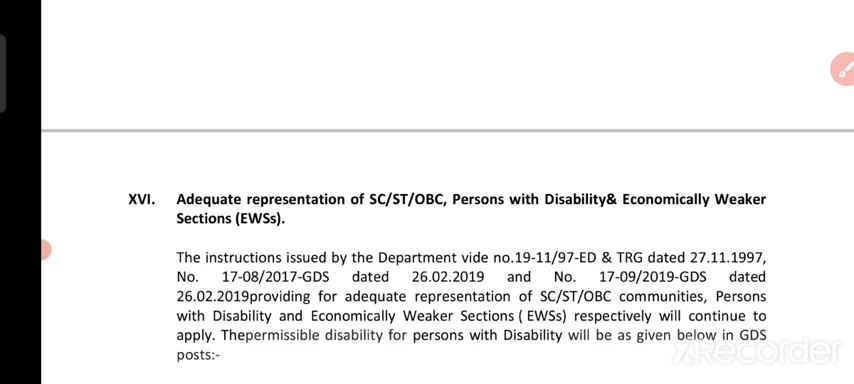 XVI. Adequate representation of SC/ST/OBC, Persons with Disability& Economically Weaker
Sections (EWSs).
The instructions issued by the Department vide no.19-11/97-ED & TRG dated 27.11.1997,
No. 17-08/2017-GDS dated 26.02.2019 and No. 17-09/2019-GDS dated
26.02.2019providing for adequate representation of SC/ST/OBC communities, Persons
with Disability and Economically Weaker Sections ( EWSs) respectively will continue to
apply. Thepermissible disability for persons with Disability will be as given below in GDS
posts:-
XRecorder